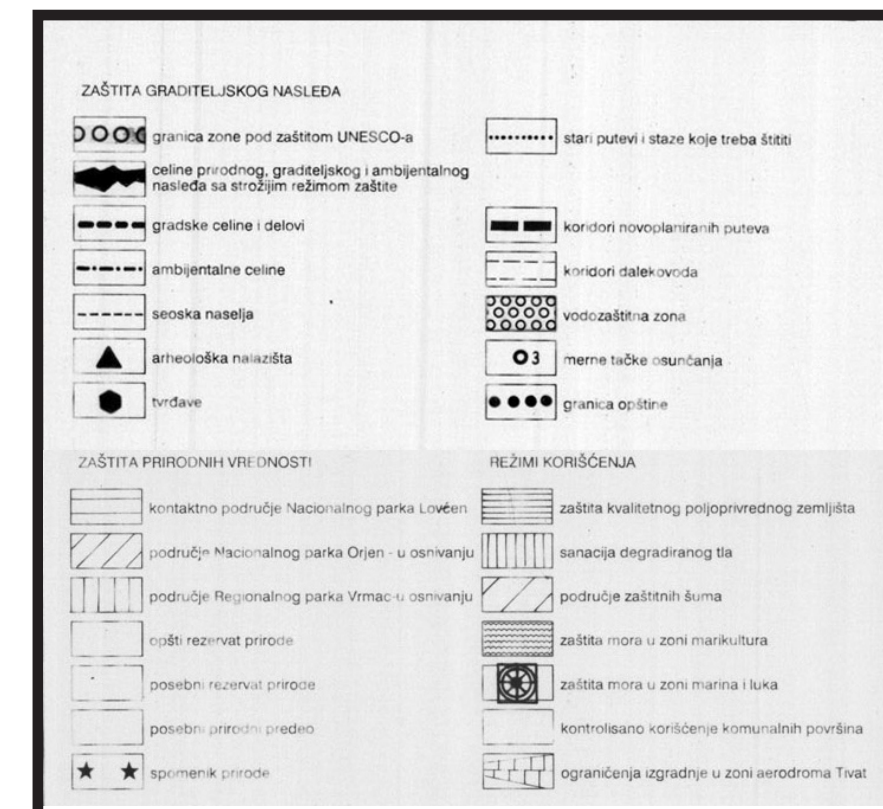 ZAŠTITA GRADITELJSKOG NASLEĐA
granica zone pod zaštitom UNESCO-a
celine prirodnog, graditeljskog i ambijentalnog
nasleđa sa strožijim režimom zaštite
gradske celine i delovi
ambijentalne celine
seoska naselja
arheološka nalazišta
tvrđave
stari putevi i staze koje treba štititi
koridori novoplaniranih puteva
koridori dalekovoda
vodozaštitna zona
3
merne tačke osunčanja
granica opštine
ZAŠTITA PRIRODNIH VREDNOSTI
kontaktno područje Nacionalnog parka Lovćen
područje Nacionalnog parka Orjen - u osnivanju
područje Regionalnog parka Vrmac-u osnivanju
opšti rezervat prirode
posebni rezervat prirode
posebni prirodni predeo
spomenik prirode
REŽIMI KORIŠĆENJA
zaštita kvalitetnog poljoprivrednog zemljišta
sanacija degradiranog tla
područje zaštitnih šuma
zaštita mora u zoni marikultura
zaštita mora u zoni marina i luka
kontrolisano korišćenje komunalnih površina
ograničenja izgradnje u zoni aerodroma Tivat